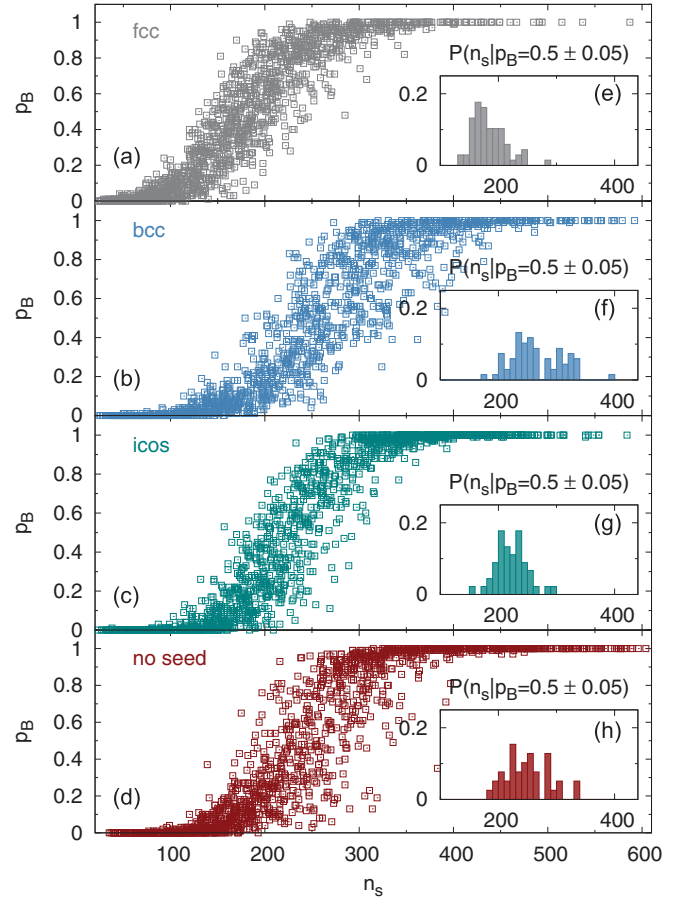 1
0.8
0.6
0.4
0.2
0
p_B
fcc
(a)
P(n_s|p_B=0.5 ± 0.05)
(e)
0.2
0
200
400
1
0.8
0.6
0.4
0.2
0
p_B
bcc
(b)
P(n_s|p_B=0.5 ± 0.05)
(f)
0.2
0
200
400
1
0.8
0.6
0.4
0.2
0
p_B
icos
(c)
P(n_s|p_B=0.5 ± 0.05)
(g)
0.2
0
200
400
1
0.8
0.6
0.4
0.2
0
p_B
no seed
(d)
P(n_s|p_B=0.5 ± 0.05)
(h)
0.2
0
200
400
100 200 300 400 500 600
n_s